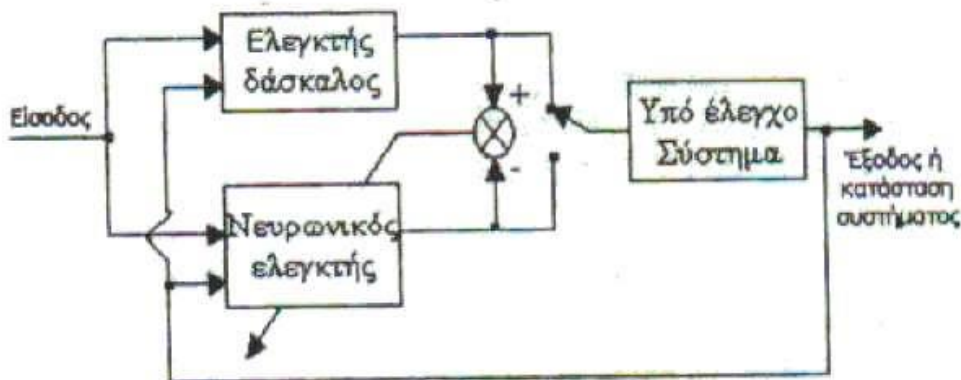 Ελεγκτής
δάσκαλος
Είσοδος
+
-
Υπό έλεγχο
Σύστημα
Έξοδος ή
κατάσταση
συστήματος
Νευρωνικός
ελεγκτής